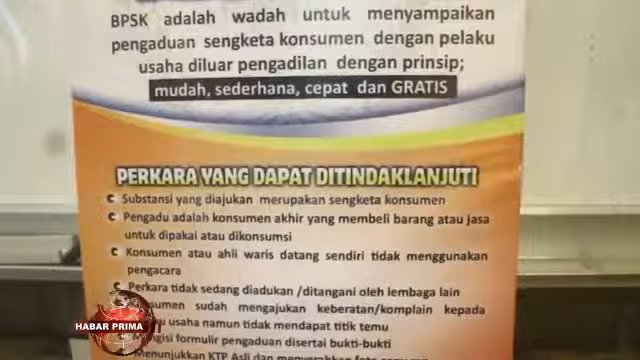 BPSK adalah wadah untuk menyampaikan
pengaduan sengketa konsumen dengan pelaku
usaha diluar pengadilan dengan prinsip;
mudah, sederhana, cepat dan GRATIS
PERKARA YANG DAPAT DITINDAKLANJUTI
Substansi yang diajukan merupakan sengketa konsumen
Pengadu adalah konsumen akhir yang membeli barang atau jasa
untuk dipakai atau dikonsumsi
Konsumen atau ahli waris datang sendiri tidak menggunakan
pengacara
Perkara tidak sedang diadukan /ditangani oleh lembaga lain
sudah mengajukan keberatan/komplain kepada
usaha namun tidak mendapat titik temu
HABAR PRIMA
formulir pengaduan disertai bukti-bukti
Menunjukkan KTP Asli dan menyerahkan